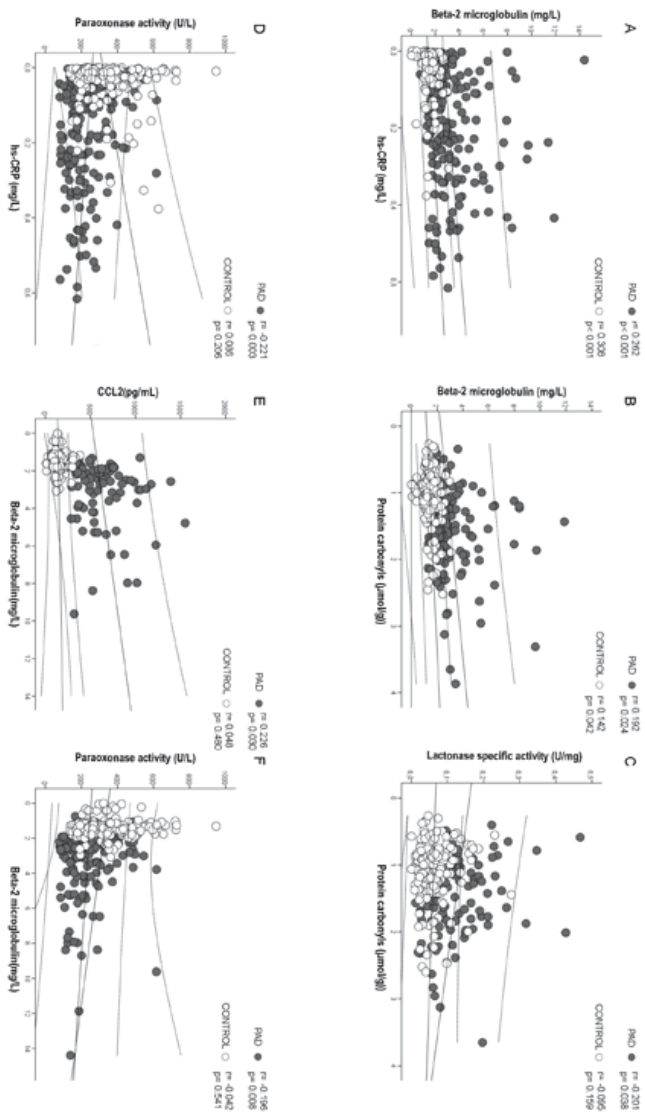 A
PAD ● r= 0.262
p< 0.001
CONTROL ○ r= 0.308
p< 0.001
Beta-2 microglobulin (mg/L)
hs-CRP (mg/L)
B
PAD ● r= 0.192
p= 0.024
CONTROL ○ r= 0.142
p= 0.042
Beta-2 microglobulin (mg/L)
Protein carbonyls (μmol/g))
C
PAD ● r= -0.201
p= 0.038
CONTROL ○ r= -0.095
p= 0.159
Lactonase specific activity (U/mg)
Protein carbonyls (μmol/g))
D
PAD ● r= -0.221
p= 0.003
CONTROL ○ r= 0.086
p= 0.206
Paraoxonase activity (U/L)
hs-CRP (mg/L)
E
PAD ● r= 0.226
p= 0.030
CONTROL ○ r= 0.048
p= 0.480
CCL2(pg/mL)
Beta-2 microglobulin(mg/L)
F
PAD ● r= -0.196
p= 0.008
CONTROL ○ r= -0.042
p= 0.541
Paraoxonase activity (U/L)
Beta-2 microglobulin(mg/L)